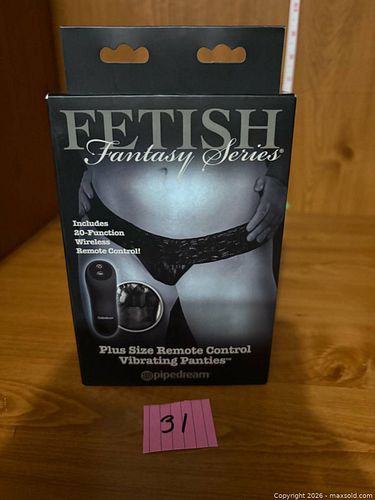 FETISH
Fantasy Series®
Includes
20-Function
Wireless
Remote Control!
Plus Size Remote Control
Vibrating Panties™
pipedream®
31
Copyright © 2026 - maxsold.com